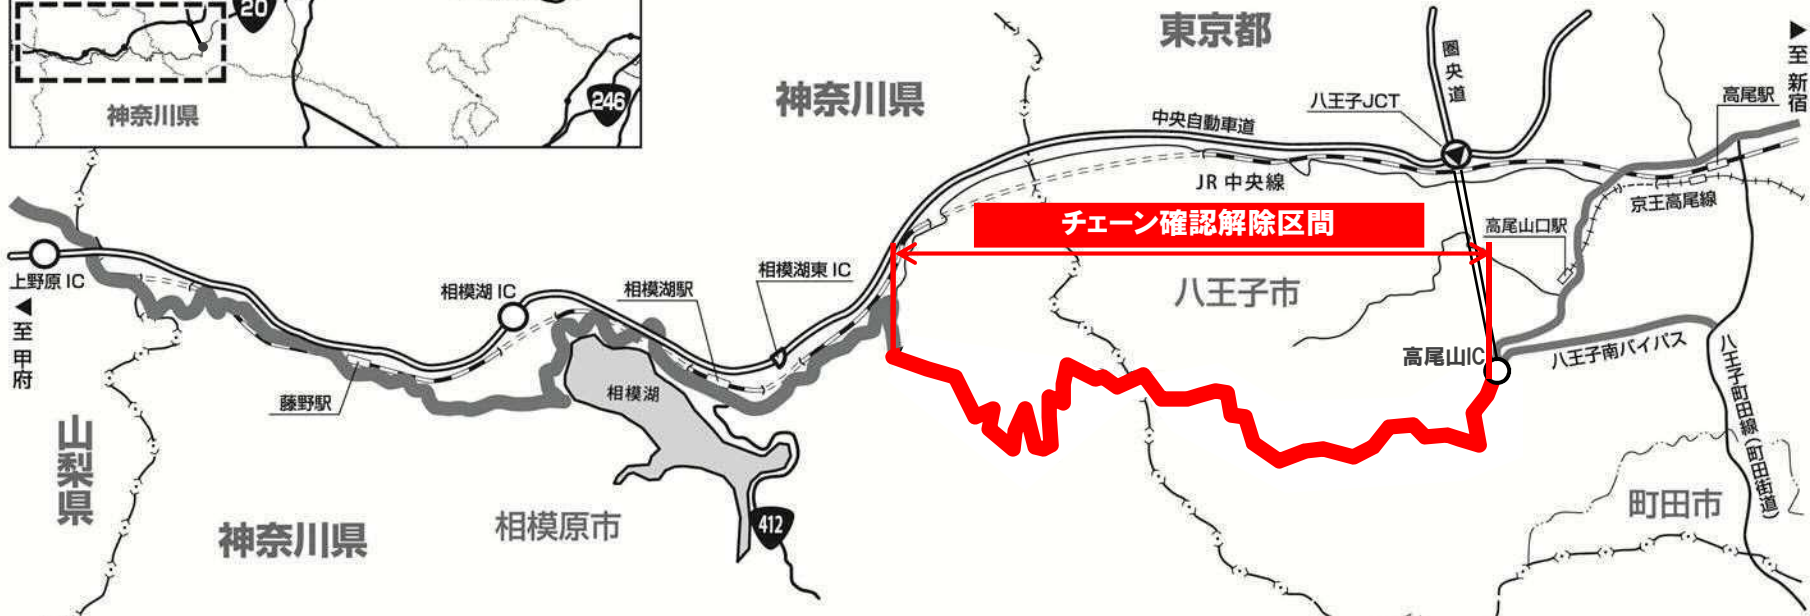 20
神奈川県
246
神奈川県
東京都
圏央道
▶至 新宿
高尾駅
八王子JCT
中央自動車道
JR 中央線
京王高尾線
チェーン確認解除区間
高尾山口駅
八王子市
上野原 IC
◀至 甲府
相模湖 IC
相模湖駅
相模湖東 IC
高尾山IC
八王子南バイパス
八王子町田線(町田街道)
藤野駅
相模湖
山梨県
神奈川県
相模原市
412
町田市